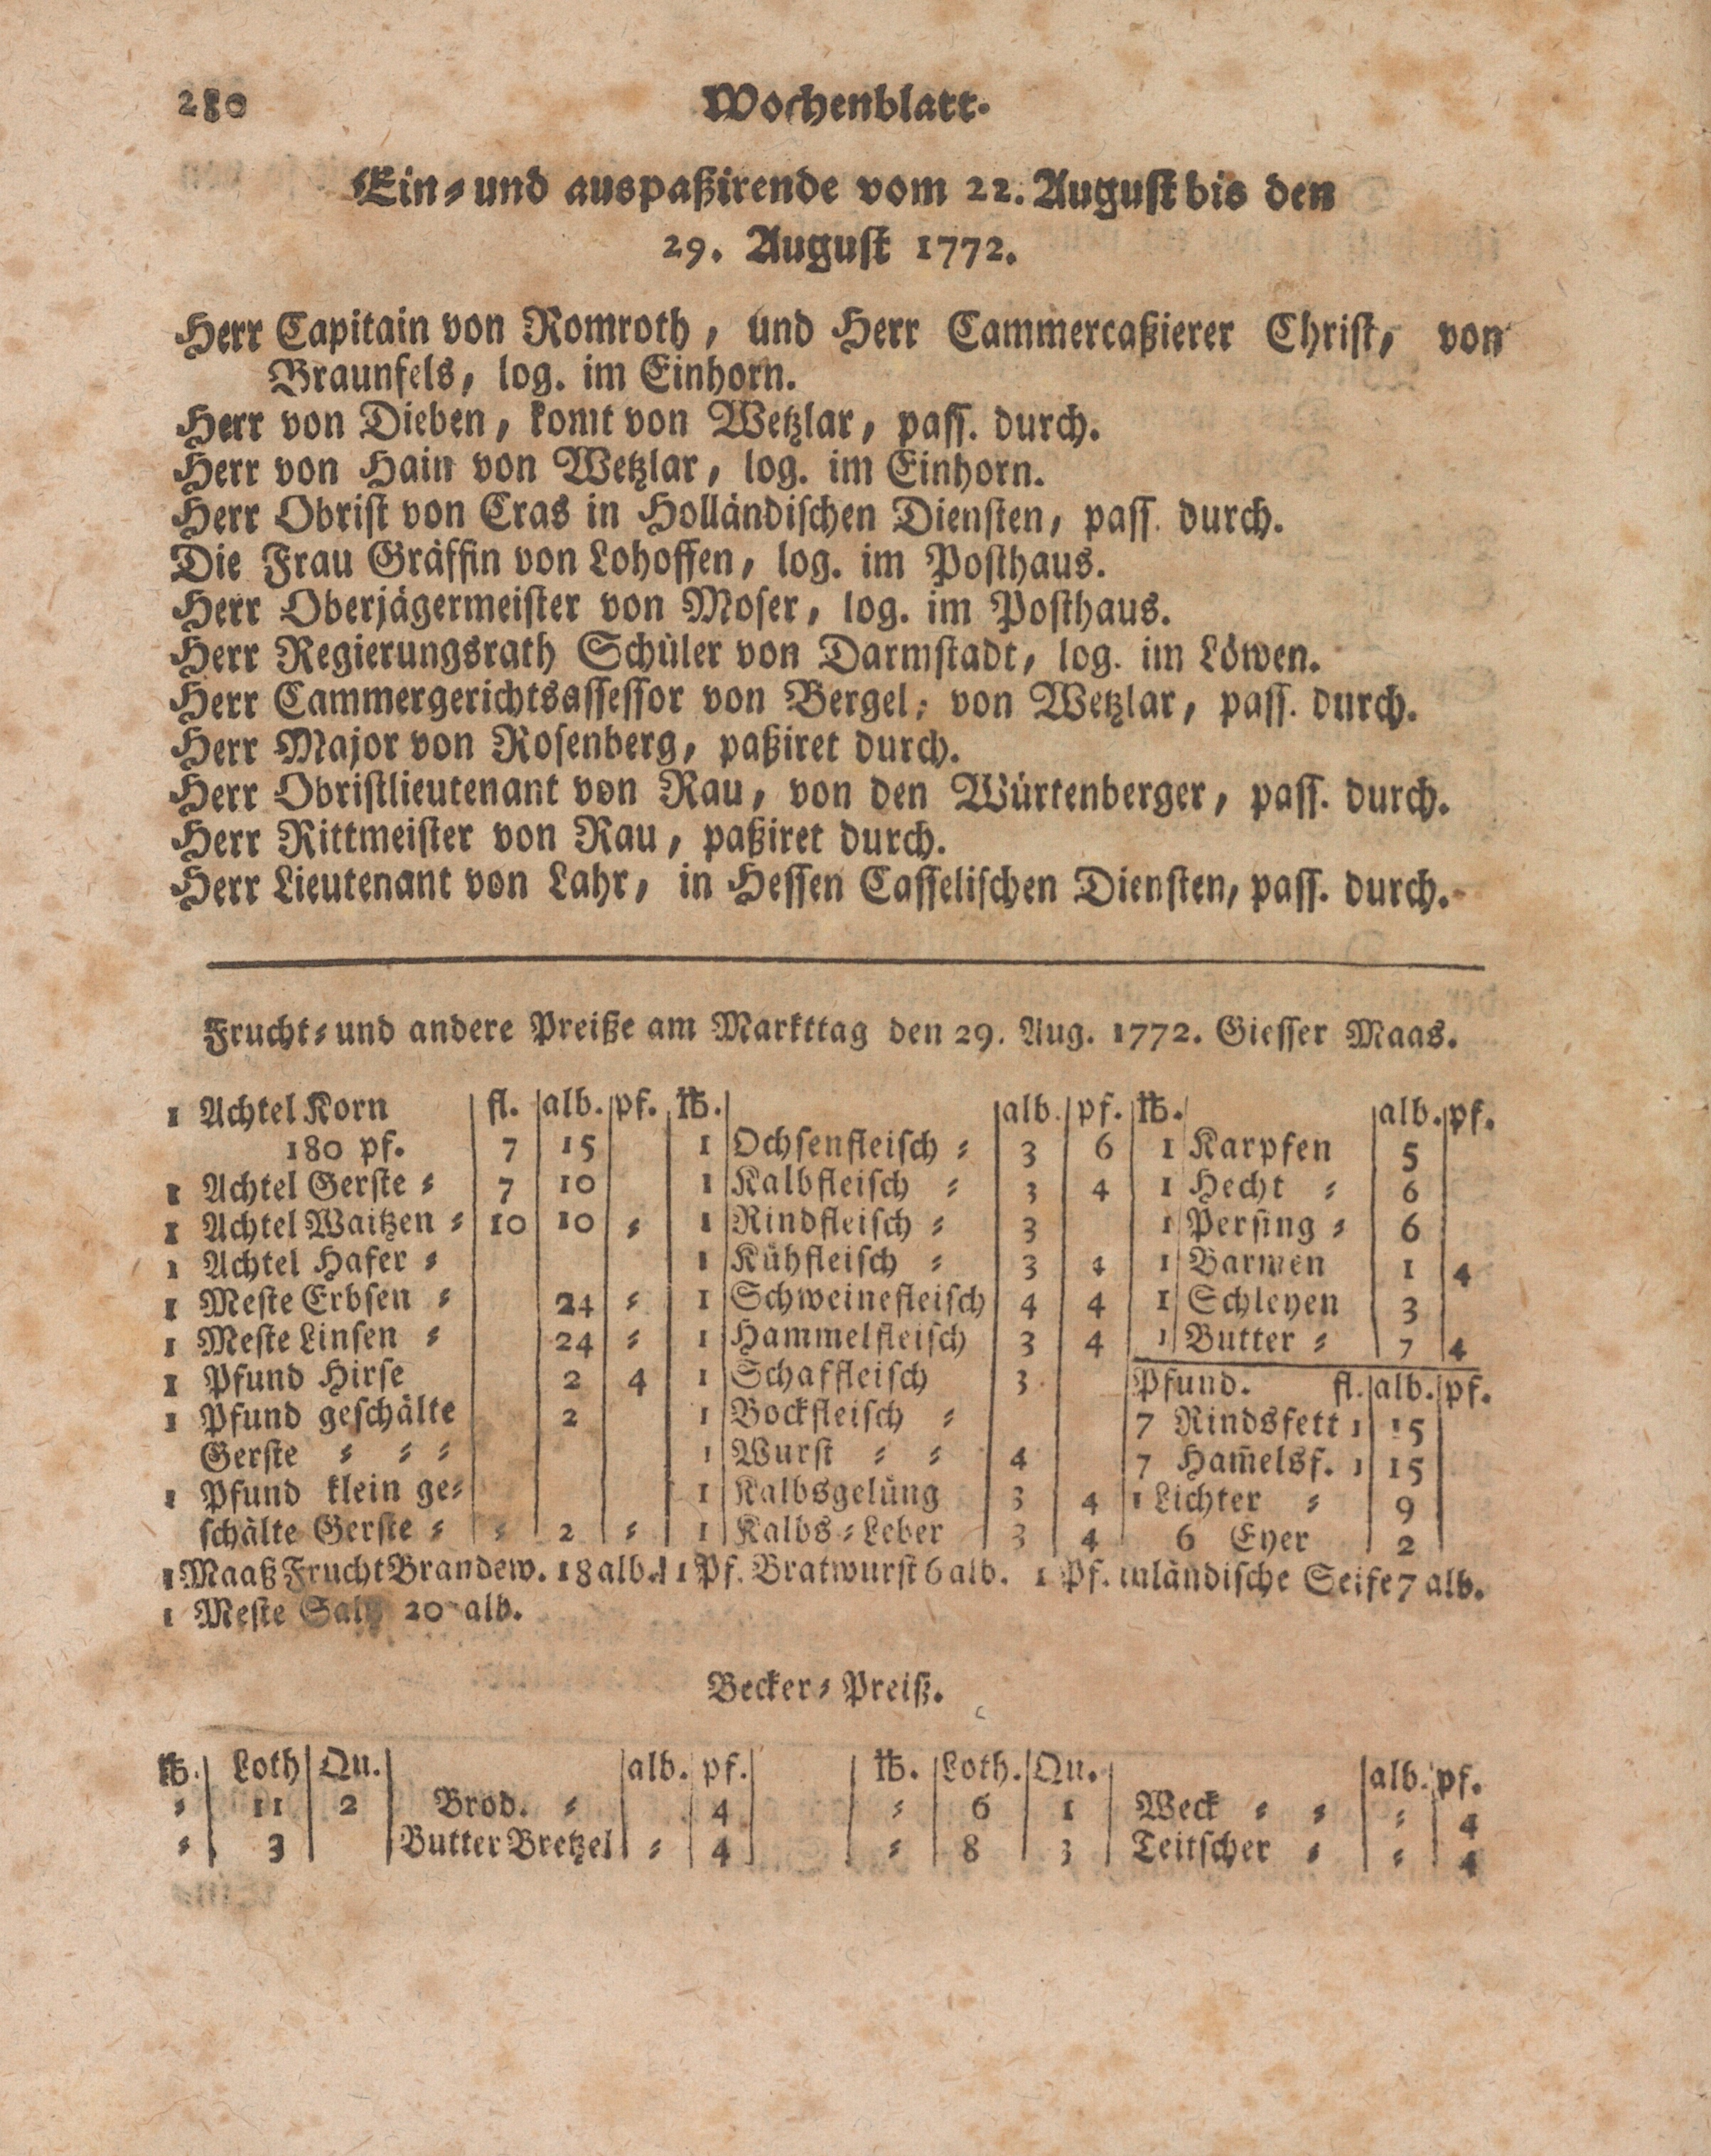 280 Wochenblatt.
Ein- und auspaßirende vom 22. August bis den
29. August 1772.
Herr Capitain von Romroth, und Herr Cammercaßierer Christ, von
Braunfels, log. im Einhorn.
Herr von Dieben, komt von Wetzlar, pass. durch.
Herr von Hain von Wetzlar, log. im Einhorn.
Herr Obrist von Cras in Holländischen Diensten, pass. durch.
Die Frau Gräffin von Lohoffen, log. im Posthaus.
Herr Oberjägermeister von Moser, log. im Posthaus.
Herr Regierungsrath Schüler von Darmstadt, log. im Löwen.
Herr Cammergerichtsassessor von Bergel, von Wetzlar, pass. durch.
Herr Major von Rosenberg, paßiret durch.
Herr Obristlieutenant von Rau, von den Würtenberger, pass. durch.
Herr Rittmeister von Rau, paßiret durch.
Herr Lieutenant von Lahr, in Hessen Casselischen Diensten, pass. durch.
Frucht- und andere Preiße am Markttag den 29. Aug. 1772. Giesser Maas.
1 Achtel Korn fl. alb. pf. ℔. alb. pf. ℔. alb. pf.
180 pf. 7 15 1 Ochsenfleisch - 3 6 1 Karpfen 5
1 Achtel Gerste - 7 10 1 Kalbfleisch - 3 4 1 Hecht - 6
1 Achtel Waitzen - 10 10 - 1 Rindfleisch - 3 1 Persing - 6
1 Achtel Hafer - 1 Kühfleisch - 3 4 1 Barmen 1 4
1 Meste Erbsen - 24 - 1 Schweinefleisch 4 4 1 Schleyen 3
1 Meste Linsen - 24 - 1 Hammelfleisch 3 4 1 Butter - 7 4
1 Pfund Hirse 2 4 1 Schaffleisch 3 Pfund. fl. alb. pf.
1 Pfund geschälte 2 1 Bockfleisch - 7 Rindsfett 1 15
Gerste - - - 1 Wurst - - 4 7 Ham̄elsf. 1 15
1 Pfund klein ge- 1 Kalbsgelüng 3 4 1 Lichter - 9
schälte Gerste - - 2 - 1 Kalbs-Leber 3 4 6 Eyer 2
1 Maaß Frucht Brandew. 18 alb. 1 Pf. Bratwurst 6 alb. 1 Pf. inländische Seife 7 alb.
1 Meste Saltz 20 alb.
Becker-Preiß.
℔. Loth Qu. alb. pf. ℔. Loth. Qu. alb. pf.
- 11 2 Brod. - 4 - 6 1 Weck - - - 4
- 3 Butter Bretzel - 4 - 8 3 Teitscher - - 4